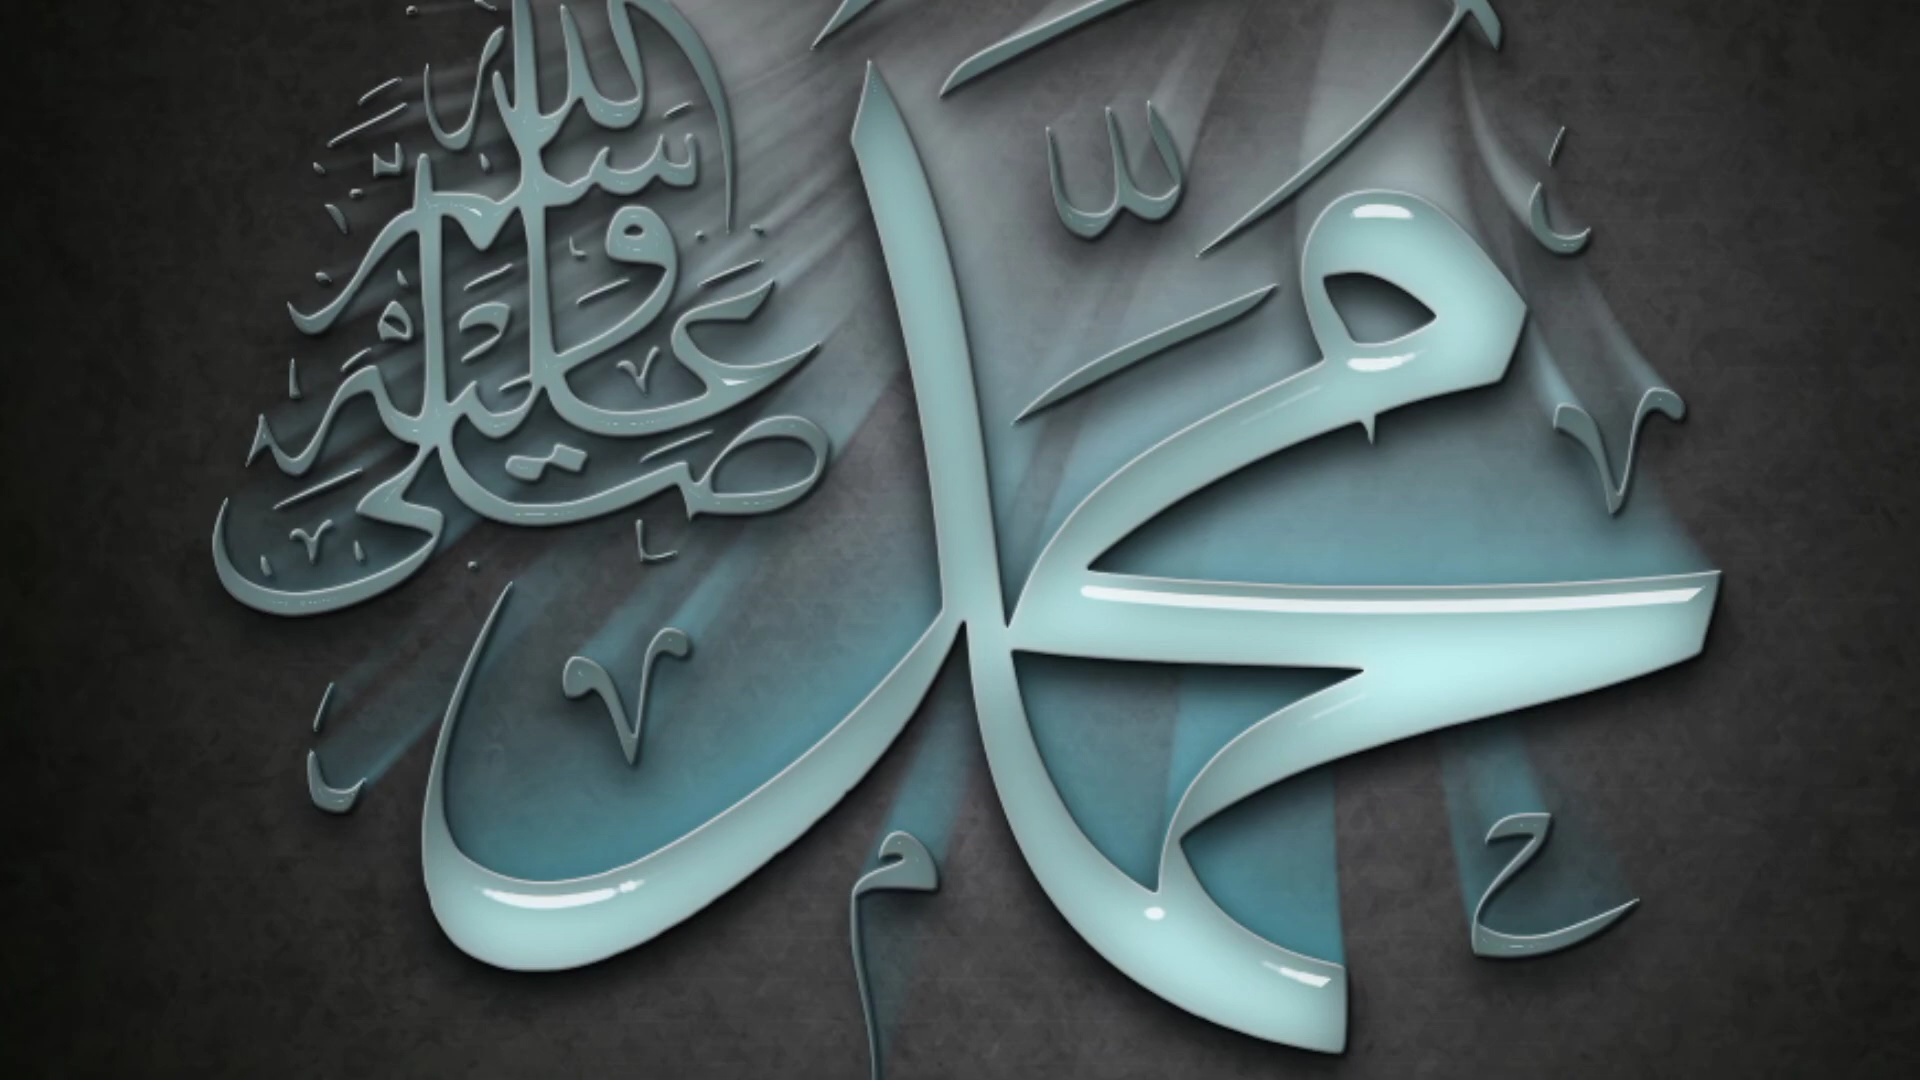 محمد
صلى الله عليه وسلم